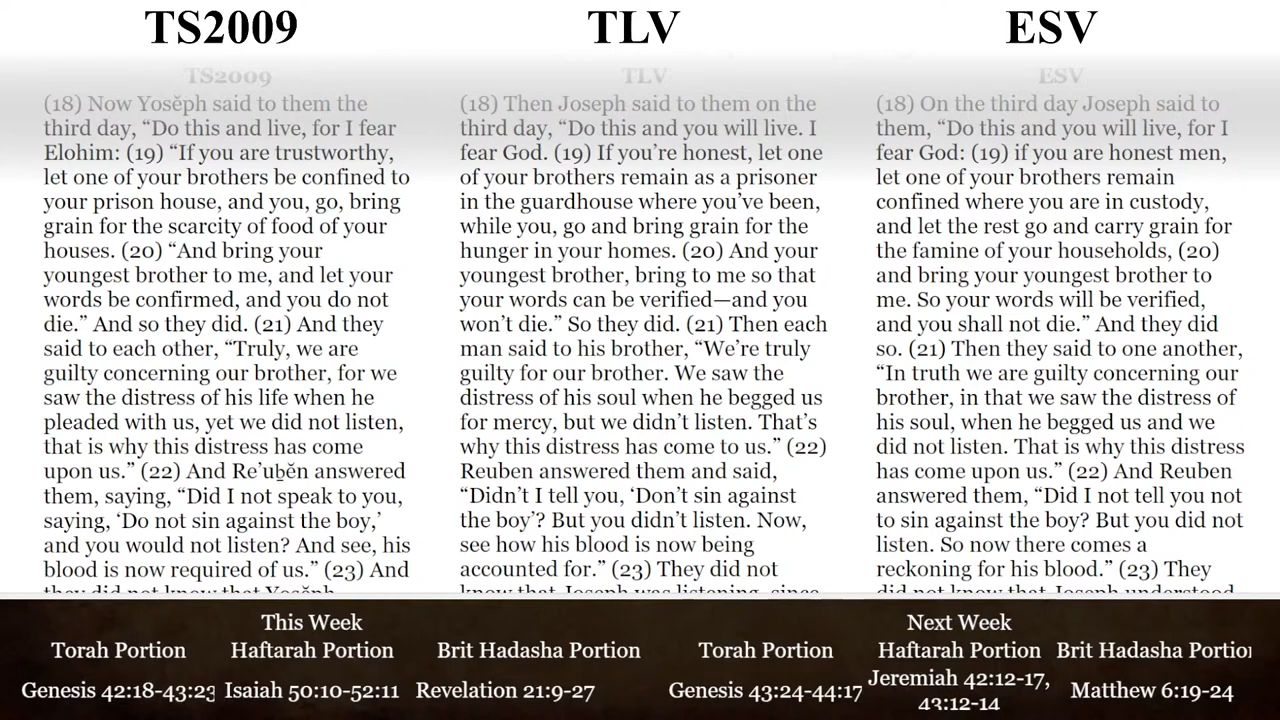 TS2009
TLV
ESV
TS2009
(18) Now Yosĕph said to them the
third day, “Do this and live, for I fear
Elohim: (19) “If you are trustworthy,
let one of your brothers be confined to
your prison house, and you, go, bring
grain for the scarcity of food of your
houses. (20) “And bring your
youngest brother to me, and let your
words be confirmed, and you do not
die.” And so they did. (21) And they
said to each other, “Truly, we are
guilty concerning our brother, for we
saw the distress of his life when he
pleaded with us, yet we did not listen,
that is why this distress has come
upon us.” (22) And Re’uḇĕn answered
them, saying, “Did I not speak to you,
saying, ‘Do not sin against the boy,’
and you would not listen? And see, his
blood is now required of us.” (23) And
they did not know that Yosĕph
TLV
(18) Then Joseph said to them on the
third day, “Do this and you will live. I
fear God. (19) If you’re honest, let one
of your brothers remain as a prisoner
in the guardhouse where you’ve been,
while you, go and bring grain for the
hunger in your homes. (20) And your
youngest brother, bring to me so that
your words can be verified—and you
won’t die.” So they did. (21) Then each
man said to his brother, “We’re truly
guilty for our brother. We saw the
distress of his soul when he begged us
for mercy, but we didn’t listen. That’s
why this distress has come to us.” (22)
Reuben answered them and said,
“Didn’t I tell you, ‘Don’t sin against
the boy’? But you didn’t listen. Now,
see how his blood is now being
accounted for.” (23) They did not
know that Joseph was listening, since
ESV
(18) On the third day Joseph said to
them, “Do this and you will live, for I
fear God: (19) if you are honest men,
let one of your brothers remain
confined where you are in custody,
and let the rest go and carry grain for
the famine of your households, (20)
and bring your youngest brother to
me. So your words will be verified,
and you shall not die.” And they did
so. (21) Then they said to one another,
“In truth we are guilty concerning our
brother, in that we saw the distress of
his soul, when he begged us and we
did not listen. That is why this distress
has come upon us.” (22) And Reuben
answered them, “Did I not tell you not
to sin against the boy? But you did not
listen. So now there comes a
reckoning for his blood.” (23) They
did not know that Joseph understood
This Week
Torah Portion Haftarah Portion Brit Hadasha Portion
Genesis 42:18-43:23 Isaiah 50:10-52:11 Revelation 21:9-27
Next Week
Torah Portion Haftarah Portion Brit Hadasha Portion
Genesis 43:24-44:17 Jeremiah 42:12-17, Matthew 6:19-24
43:12-14